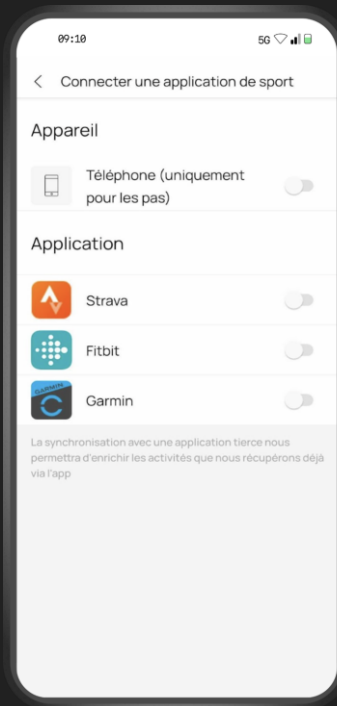 09:10
5G
Connecter une application de sport
Appareil
Téléphone (uniquement
pour les pas)
Application
Strava
Fitbit
GARMIN
Garmin
La synchronisation avec une application tierce nous
permettra d'enrichir les activités que nous récupérons déjà
via l'app